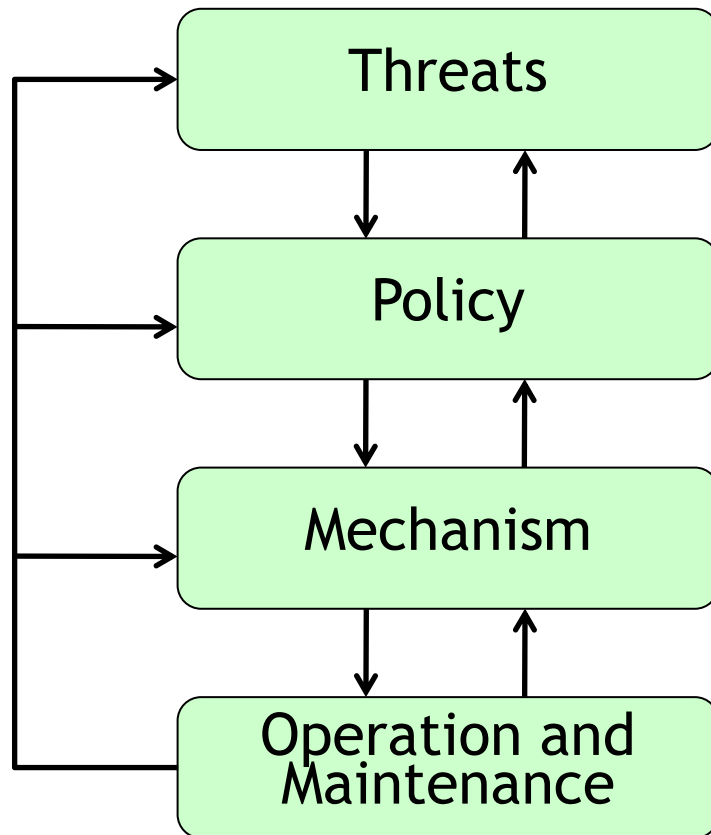 Threats
Policy
Mechanism
Operation and
Maintenance